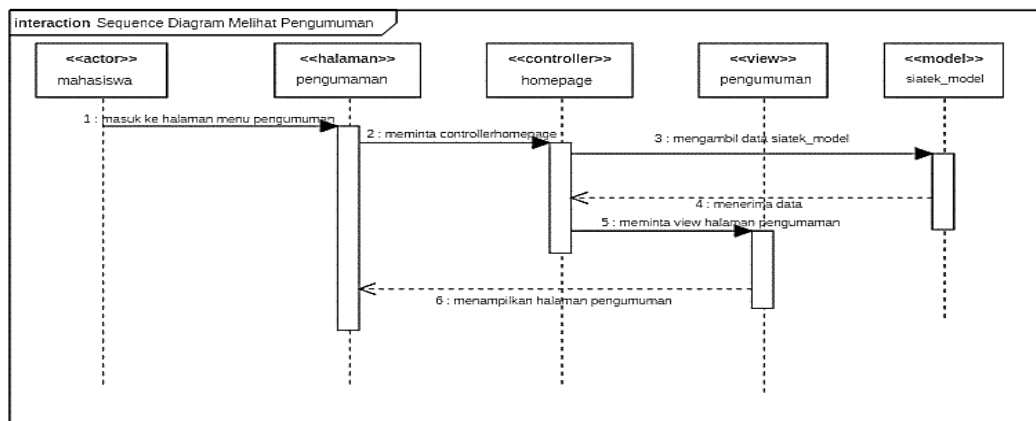 interaction Sequence Diagram Melihat Pengumuman
<<actor>>
mahasiswa
<<halaman>>
pengumaman
<<controller>>
homepage
<<view>>
pengumuman
<<model>>
siatek_model
1 : masuk ke halaman menu pengumuman
2 : meminta controllerhomepage
3 : mengambil data siatek_model
4 : menerima data
5 : meminta view halaman pengumaman
6 : menampilkan halaman pengumuman